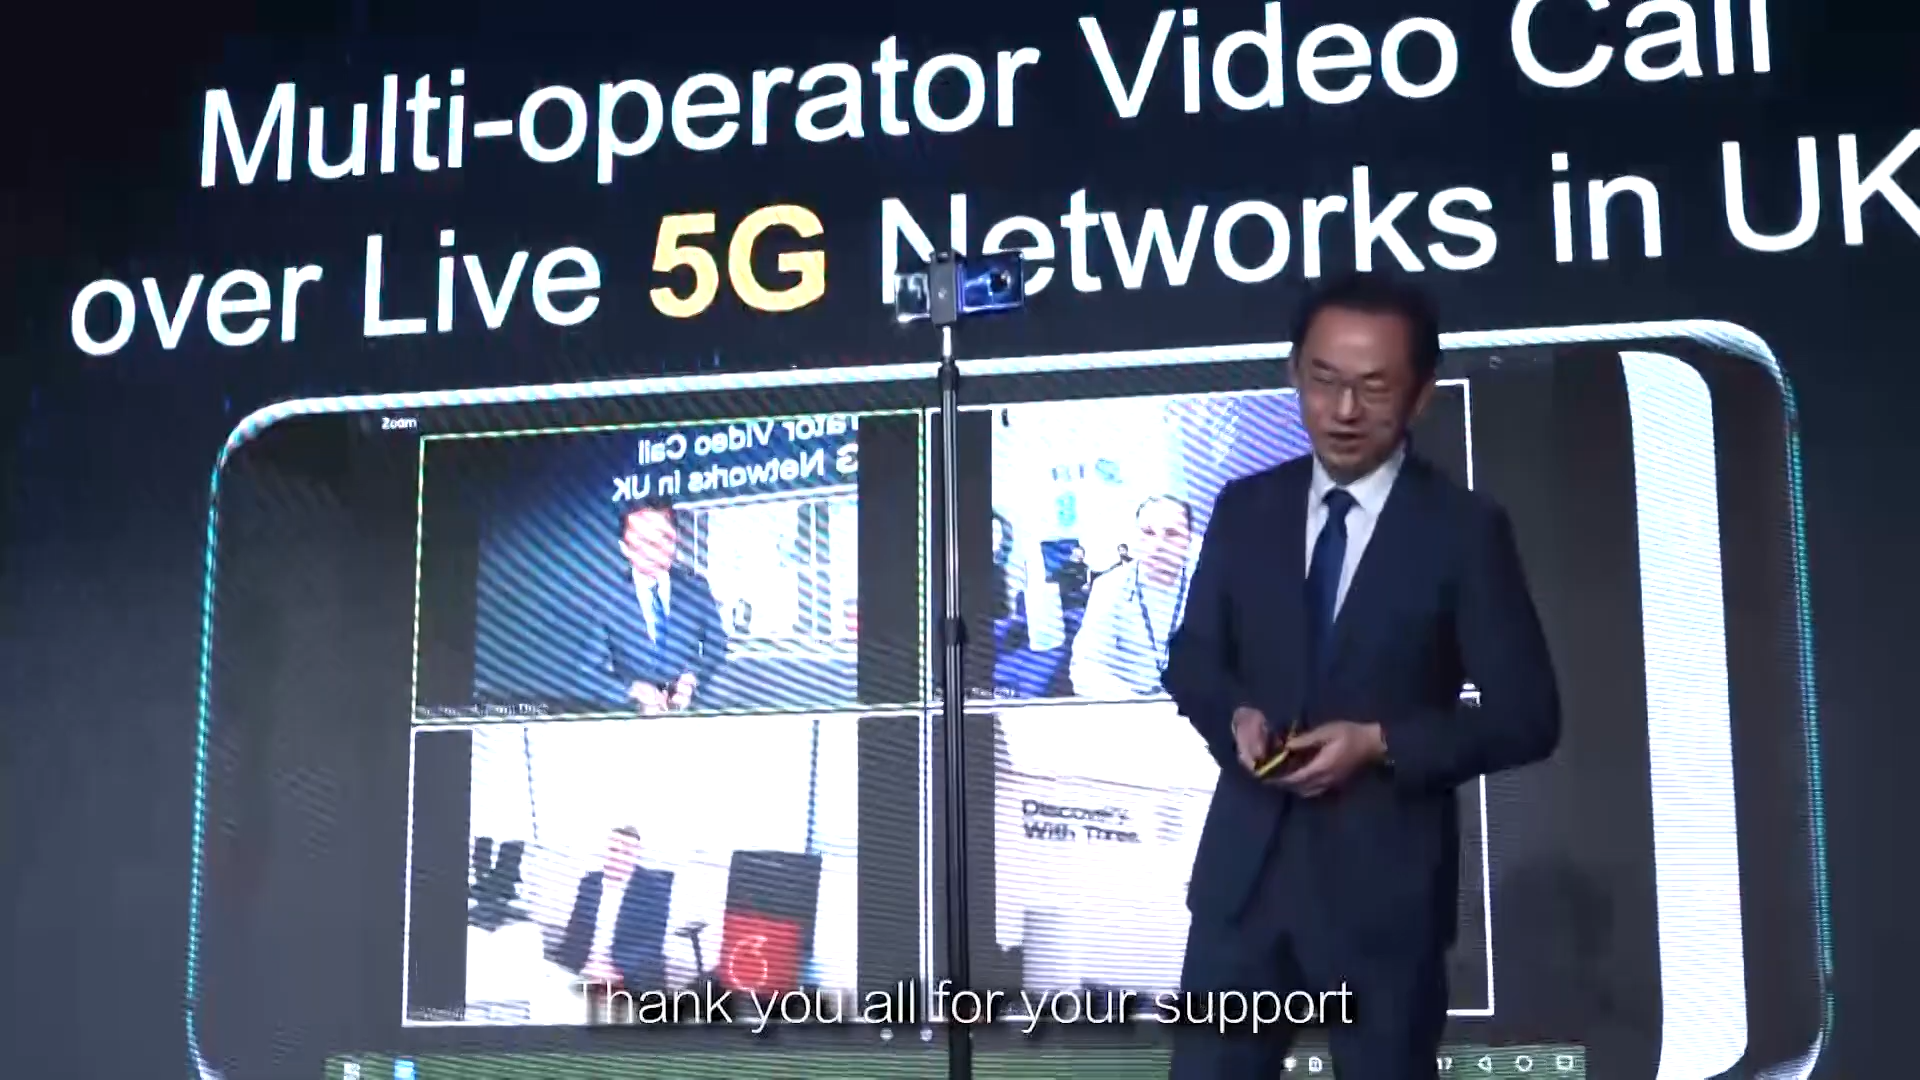 Multi-operator Video Call
over Live 5G Networks in UK
Zoom
rator Video Call
G Networks in UK
Discovery
With Three.
Thank you all for your support